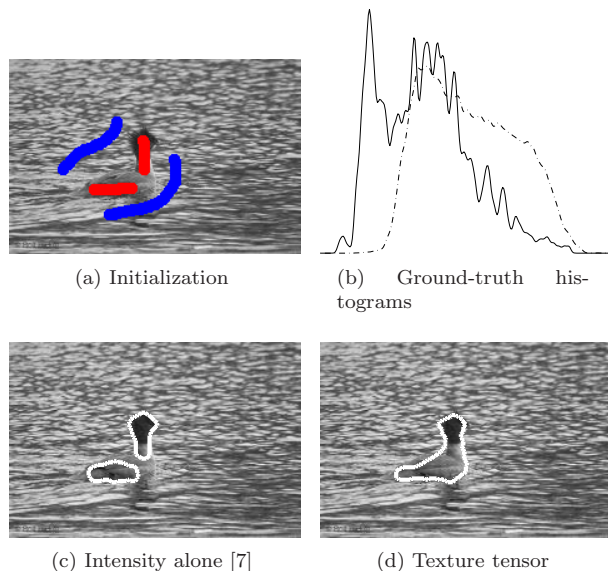 (a) Initialization
(b) Ground-truth his-
tograms
(c) Intensity alone [7]
(d) Texture tensor